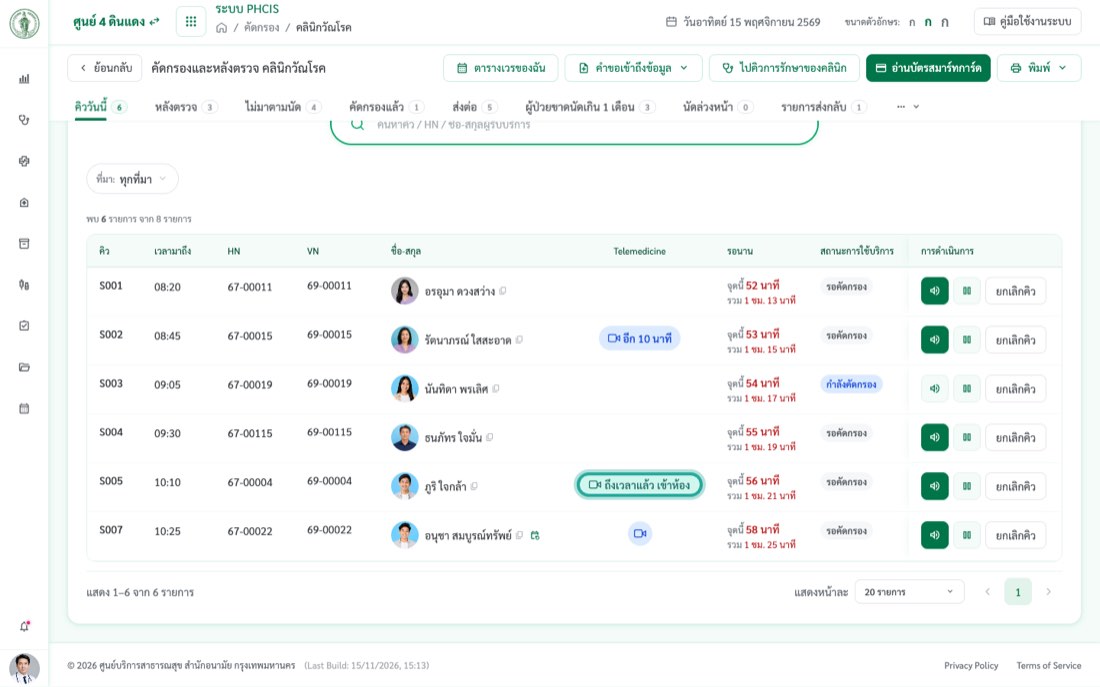 ศูนย์ 4 ดินแดง
ระบบ PHCIS
/ คัดกรอง / คลินิกวัณโรค
วันอาทิตย์ 15 พฤศจิกายน 2569
ขนาดตัวอักษร: ก ก ก
คู่มือใช้งานระบบ
ย้อนกลับ
คัดกรองและหลังตรวจ คลินิกวัณโรค
ตารางเวรของฉัน
คำขอเข้าถึงข้อมูล
ไปคิวการรักษาของคลินิก
อ่านบัตรสมาร์ทการ์ด
พิมพ์
คิววันนี้ 6
หลังตรวจ 3
ไม่มาตามนัด 4
คัดกรองแล้ว 1
ส่งต่อ 5
ผู้ป่วยขาดนัดเกิน 1 เดือน 3
นัดล่วงหน้า 0
รายการส่งกลับ 1
ค้นหาคิว / HN / ชื่อ-สกุลผู้รับบริการ
ที่มา: ทุกที่มา
พบ 6 รายการ จาก 8 รายการ
คิว เวลามาถึง HN VN ชื่อ-สกุล Telemedicine รอนาน สถานะการใช้บริการ การดำเนินการ
S001 08:20 67-00011 69-00011 อรอุมา ดวงสว่าง จุดนี้ 52 นาที รอคัดกรอง ยกเลิกคิว
รวม 1 ชม. 13 นาที
S002 08:45 67-00015 69-00015 รัตนาภรณ์ ใสสะอาด อีก 10 นาที จุดนี้ 53 นาที รอคัดกรอง ยกเลิกคิว
รวม 1 ชม. 15 นาที
S003 09:05 67-00019 69-00019 นันทิตา พรเลิศ จุดนี้ 54 นาที กำลังคัดกรอง ยกเลิกคิว
รวม 1 ชม. 17 นาที
S004 09:30 67-00115 69-00115 ธนภัทร ใจมั่น จุดนี้ 55 นาที รอคัดกรอง ยกเลิกคิว
รวม 1 ชม. 19 นาที
S005 10:10 67-00004 69-00004 ภูริ ใจกล้า ถึงเวลาแล้ว เข้าห้อง จุดนี้ 56 นาที รอคัดกรอง ยกเลิกคิว
รวม 1 ชม. 21 นาที
S007 10:25 67-00022 69-00022 อนุชา สมบูรณ์ทรัพย์ จุดนี้ 58 นาที รอคัดกรอง ยกเลิกคิว
รวม 1 ชม. 25 นาที
แสดง 1–6 จาก 6 รายการ
แสดงหน้าละ 20 รายการ
1
© 2026 ศูนย์บริการสาธารณสุข สำนักอนามัย กรุงเทพมหานคร (Last Build: 15/11/2026, 15:13)
Privacy Policy
Terms of Service